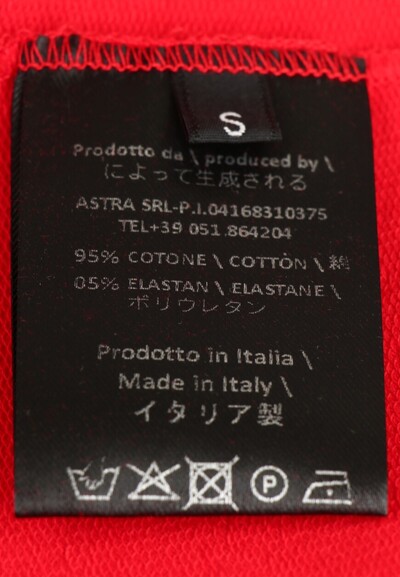 S
Prodotto da \ produced by \
によって生成される
ASTRA SRL-P.I.04168310375
TEL+39 051.864204
95% COTONE \ COTTON \ 綿
05% ELASTAN \ ELASTANE \
ポリウレタン
Prodotto in Italia \
Made in Italy \
イタリア製
P